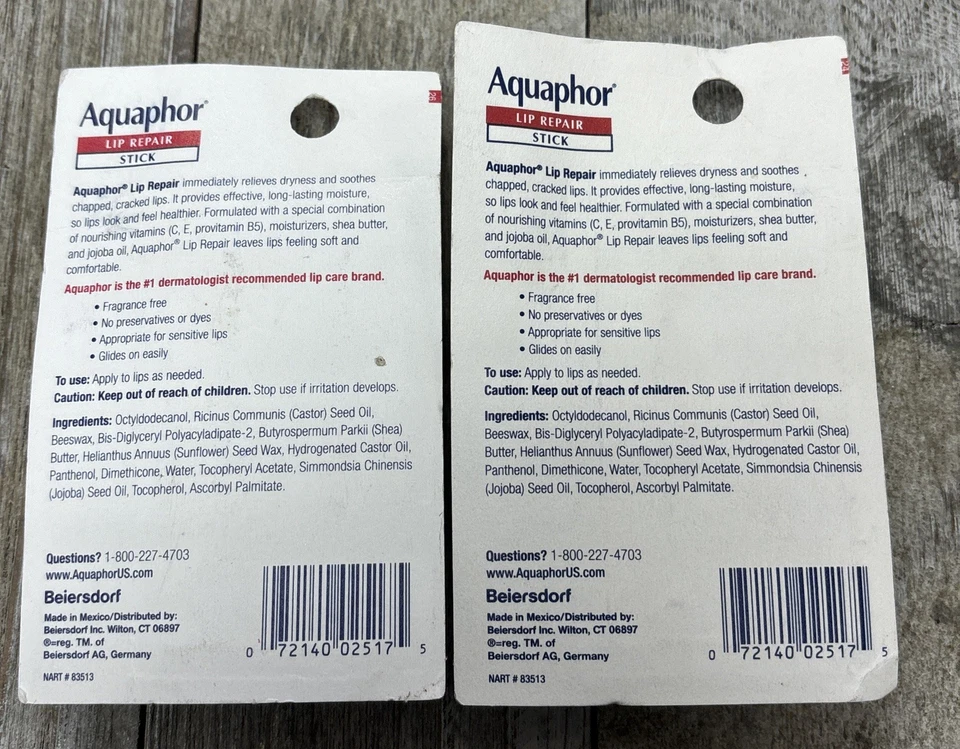 Aquaphor®
LIP REPAIR
STICK
Aquaphor® Lip Repair immediately relieves dryness and soothes
chapped, cracked lips. It provides effective, long-lasting moisture,
so lips look and feel healthier. Formulated with a special combination
of nourishing vitamins (C, E, provitamin B5), moisturizers, shea butter,
and jojoba oil, Aquaphor® Lip Repair leaves lips feeling soft and
comfortable.
Aquaphor is the #1 dermatologist recommended lip care brand.
• Fragrance free
• No preservatives or dyes
• Appropriate for sensitive lips
• Glides on easily
To use: Apply to lips as needed.
Caution: Keep out of reach of children. Stop use if irritation develops.
Ingredients: Octyldodecanol, Ricinus Communis (Castor) Seed Oil,
Beeswax, Bis-Diglyceryl Polyacyladipate-2, Butyrospermum Parkii (Shea)
Butter, Helianthus Annuus (Sunflower) Seed Wax, Hydrogenated Castor Oil,
Panthenol, Dimethicone, Water, Tocopheryl Acetate, Simmondsia Chinensis
(Jojoba) Seed Oil, Tocopherol, Ascorbyl Palmitate.
Questions? 1-800-227-4703
www.AquaphorUS.com
Beiersdorf
Made in Mexico/Distributed by:
Beiersdorf Inc. Wilton, CT 06897
®=reg. TM. of
Beiersdorf AG, Germany
NART # 83513
0 72140 02517 5
Aquaphor®
LIP REPAIR
STICK
Aquaphor® Lip Repair immediately relieves dryness and soothes
chapped, cracked lips. It provides effective, long-lasting moisture,
so lips look and feel healthier. Formulated with a special combination
of nourishing vitamins (C, E, provitamin B5), moisturizers, shea butter,
and jojoba oil, Aquaphor® Lip Repair leaves lips feeling soft and
comfortable.
Aquaphor is the #1 dermatologist recommended lip care brand.
• Fragrance free
• No preservatives or dyes
• Appropriate for sensitive lips
• Glides on easily
To use: Apply to lips as needed.
Caution: Keep out of reach of children. Stop use if irritation develops.
Ingredients: Octyldodecanol, Ricinus Communis (Castor) Seed Oil,
Beeswax, Bis-Diglyceryl Polyacyladipate-2, Butyrospermum Parkii (Shea)
Butter, Helianthus Annuus (Sunflower) Seed Wax, Hydrogenated Castor Oil,
Panthenol, Dimethicone, Water, Tocopheryl Acetate, Simmondsia Chinensis
(Jojoba) Seed Oil, Tocopherol, Ascorbyl Palmitate.
Questions? 1-800-227-4703
www.AquaphorUS.com
Beiersdorf
Made in Mexico/Distributed by:
Beiersdorf Inc. Wilton, CT 06897
®=reg. TM. of
Beiersdorf AG, Germany
NART # 83513
0 72140 02517 5